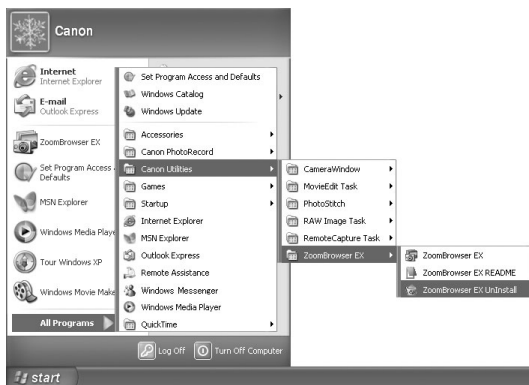 Canon
Internet
Internet Explorer
E-mail
Outlook Express
ZoomBrowser EX
Set Program Access
Defaults
MSN Explorer
Windows Media Playe
Tour Windows XP
Windows Movie Make
All Programs
Set Program Access and Defaults
Windows Catalog
Windows Update
Accessories
Canon PhotoRecord
Canon Utilities
Games
Startup
Internet Explorer
MSN Explorer
Outlook Express
Remote Assistance
Windows Messenger
Windows Media Player
QuickTime
CameraWindow
MovieEdit Task
PhotoStitch
RAW Image Task
RemoteCapture Task
ZoomBrowser EX
ZoomBrowser EX
ZoomBrowser EX README
ZoomBrowser EX UnInstall
Log Off
Turn Off Computer
start